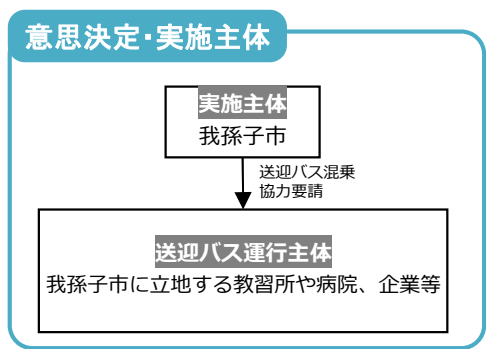 意思決定・実施主体
実施主体
我孫子市
送迎バス混乗
協力要請
送迎バス運行主体
我孫子市に立地する教習所や病院、企業等